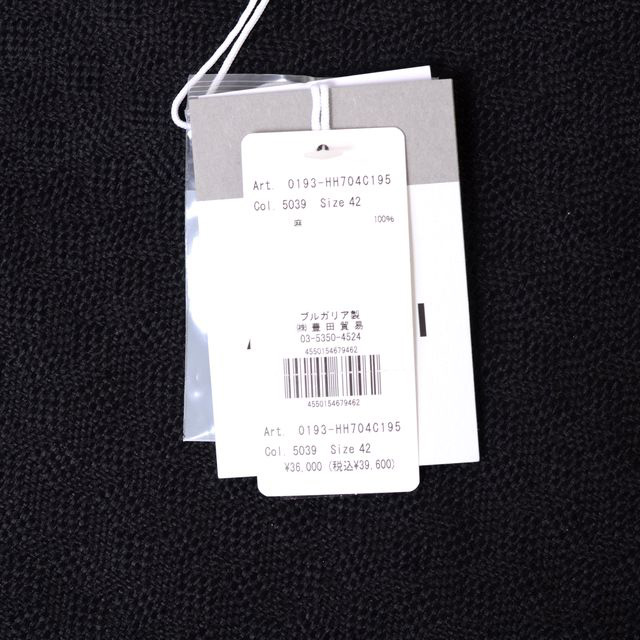 Art. 0193-HH704C195
Col. 5039 Size 42
麻 100%
ブルガリア製
㈱豊田貿易
03-5350-4524
4550154679462
4550154679462
Art. 0193-HH704C195
Col. 5039 Size 42
¥36,000 (税込¥39,600)